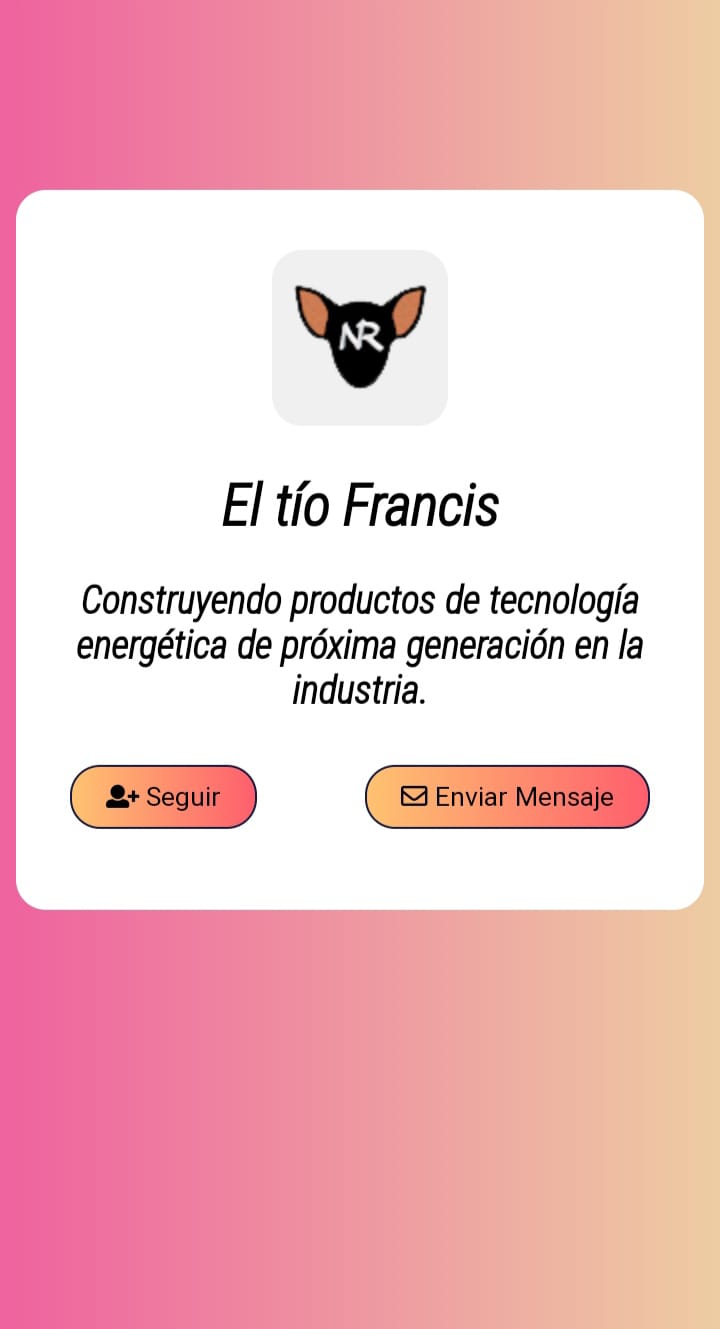 NR
El tío Francis
Construyendo productos de tecnología
energética de próxima generación en la
industria.
Seguir
Enviar Mensaje